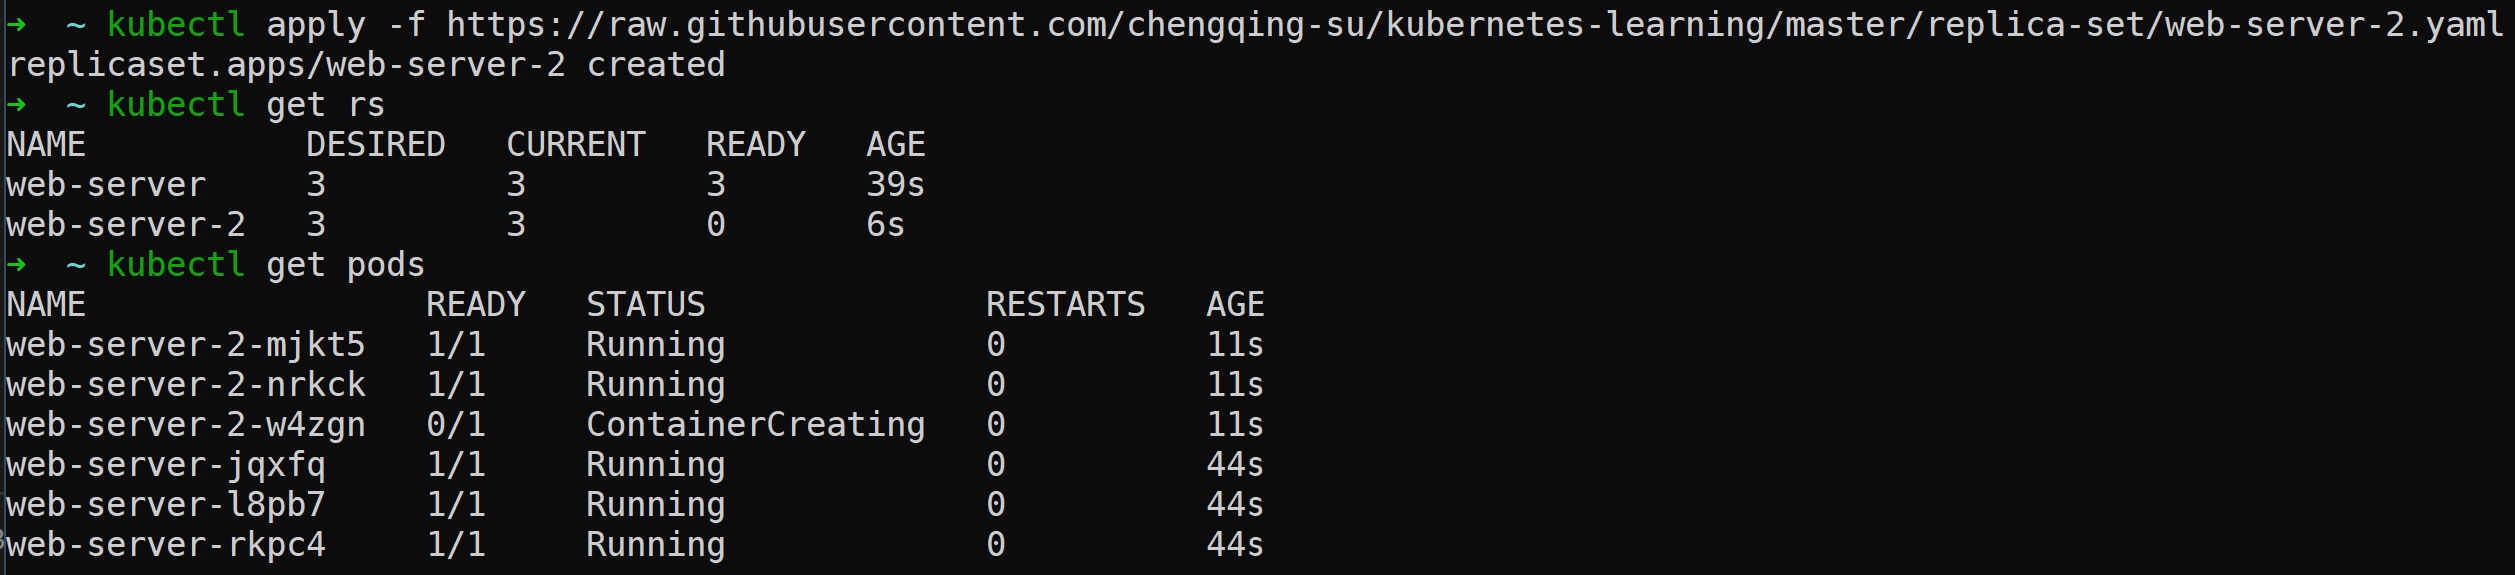 ➜  ~ kubectl apply -f https://raw.githubusercontent.com/chengqing-su/kubernetes-learning/master/replica-set/web-server-2.yaml
replicaset.apps/web-server-2 created
➜  ~ kubectl get rs
NAME           DESIRED   CURRENT   READY   AGE
web-server     3         3         3       39s
web-server-2   3         3         0       6s
➜  ~ kubectl get pods
NAME                 READY   STATUS              RESTARTS   AGE
web-server-2-mjkt5   1/1     Running             0          11s
web-server-2-nrkck   1/1     Running             0          11s
web-server-2-w4zgn   0/1     ContainerCreating   0          11s
web-server-jqxfq     1/1     Running             0          44s
web-server-l8pb7     1/1     Running             0          44s
web-server-rkpc4     1/1     Running             0          44s